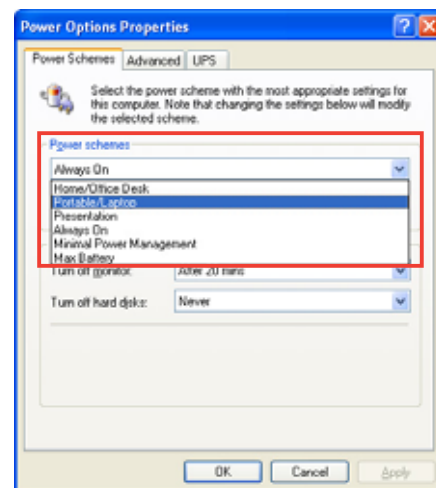 Power Options Properties
Power Schemes Advanced UPS
Select the power scheme with the most appropriate settings for
this computer. Note that changing the settings below will modify
the selected scheme.
Power schemes
Always On
Home/Office Desk
Portable/Laptop
Presentation
Always On
Minimal Power Management
Max Battery
Turn off monitor: After 20 mins
Turn off hard disks: Never
OK Cancel Apply